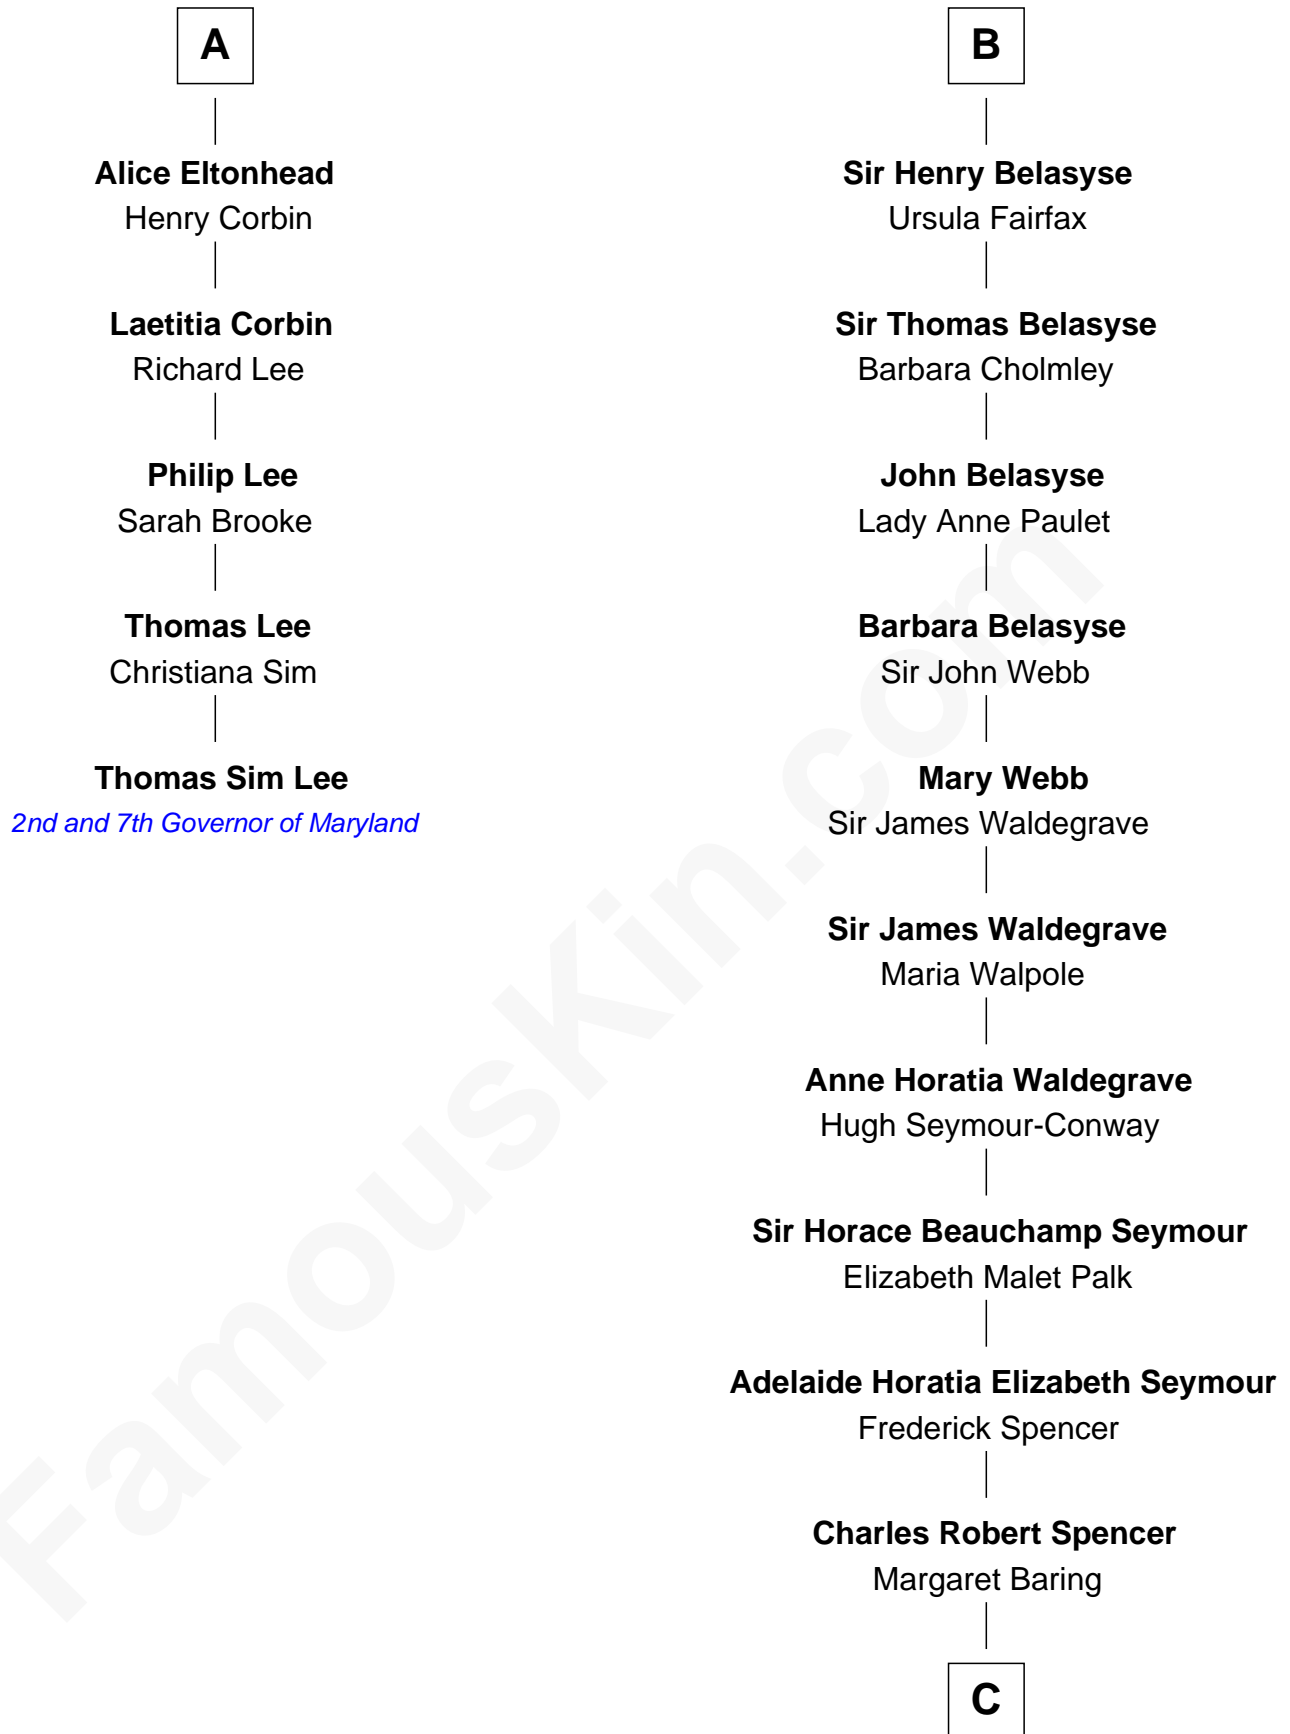 A
Alice Eltonhead
Henry Corbin
Laetitia Corbin
Richard Lee
Philip Lee
Sarah Brooke
Thomas Lee
Christiana Sim
Thomas Sim Lee
2nd and 7th Governor of Maryland
B
Sir Henry Belasyse
Ursula Fairfax
Sir Thomas Belasyse
Barbara Cholmley
John Belasyse
Lady Anne Paulet
Barbara Belasyse
Sir John Webb
Mary Webb
Sir James Waldegrave
Sir James Waldegrave
Maria Walpole
Anne Horatia Waldegrave
Hugh Seymour-Conway
Sir Horace Beauchamp Seymour
Elizabeth Malet Palk
Adelaide Horatia Elizabeth Seymour
Frederick Spencer
Charles Robert Spencer
Margaret Baring
C
FamousKin.com